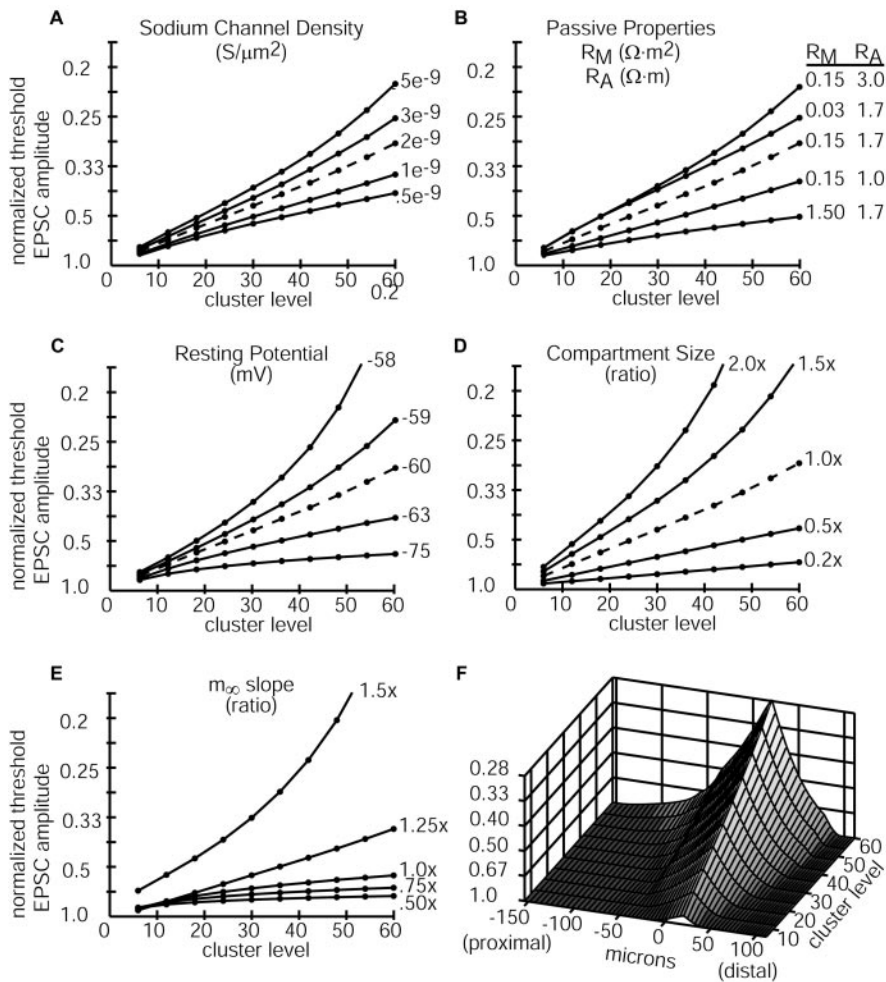 A
Sodium Channel Density
(S/μm2)
normalized threshold
EPSC amplitude
0.2
0.25
0.33
0.5
1.0
5e-9
3e-9
2e-9
1e-9
.5e-9
0 10 20 30 40 50 60
0.2
cluster level
B
Passive Properties
RM (Ω·m2)
RA (Ω·m)
RM RA
0.15 3.0
0.03 1.7
0.15 1.7
0.15 1.0
1.50 1.7
normalized threshold
EPSC amplitude
0.2
0.25
0.33
0.5
1.0
0 10 20 30 40 50 60
cluster level
C
Resting Potential
(mV)
normalized threshold
EPSC amplitude
0.2
0.25
0.33
0.5
1.0
-58
-59
-60
-63
-75
0 10 20 30 40 50 60
cluster level
D
Compartment Size
(ratio)
normalized threshold
EPSC amplitude
0.2
0.25
0.33
0.5
1.0
2.0x
1.5x
1.0x
0.5x
0.2x
0 10 20 30 40 50 60
cluster level
E
m∞ slope
(ratio)
normalized threshold
EPSC amplitude
0.2
0.25
0.33
0.5
1.0
1.5x
1.25x
1.0x
.75x
.50x
0 10 20 30 40 50 60
cluster level
F
0.28
0.33
0.40
0.50
0.67
1.0
-150 -100 -50 0 50 100
(proximal) microns (distal)
10 20 30 40 50 60
cluster level